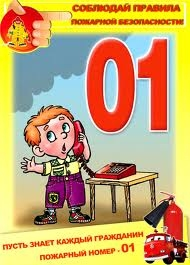 СОБЛЮДАЙ ПРАВИЛА
ПОЖАРНОЙ БЕЗОПАСНОСТИ!
01
ПУСТЬ ЗНАЕТ КАЖДЫЙ ГРАЖДАНИН
ПОЖАРНЫЙ НОМЕР - 01